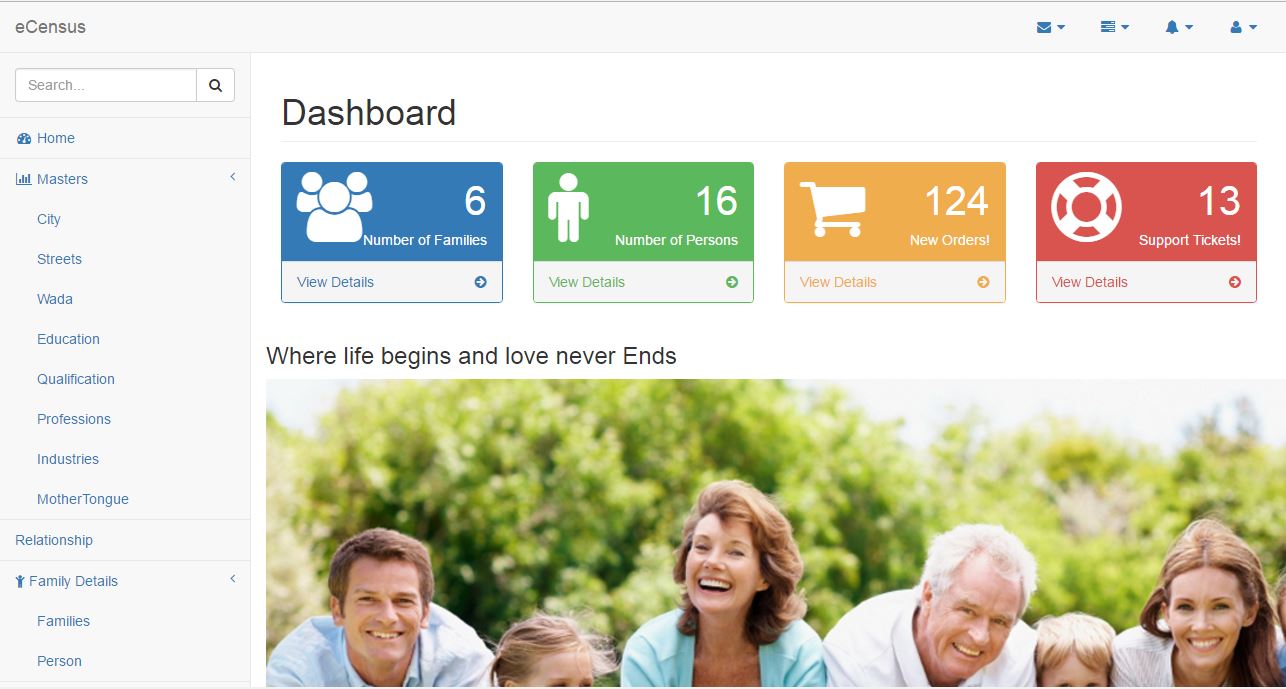 eCensus
Search...
Home
Masters
City
Streets
Wada
Education
Qualification
Professions
Industries
MotherTongue
Relationship
Family Details
Families
Person
Dashboard
6
Number of Families
View Details
16
Number of Persons
View Details
124
New Orders!
View Details
13
Support Tickets!
View Details
Where life begins and love never Ends